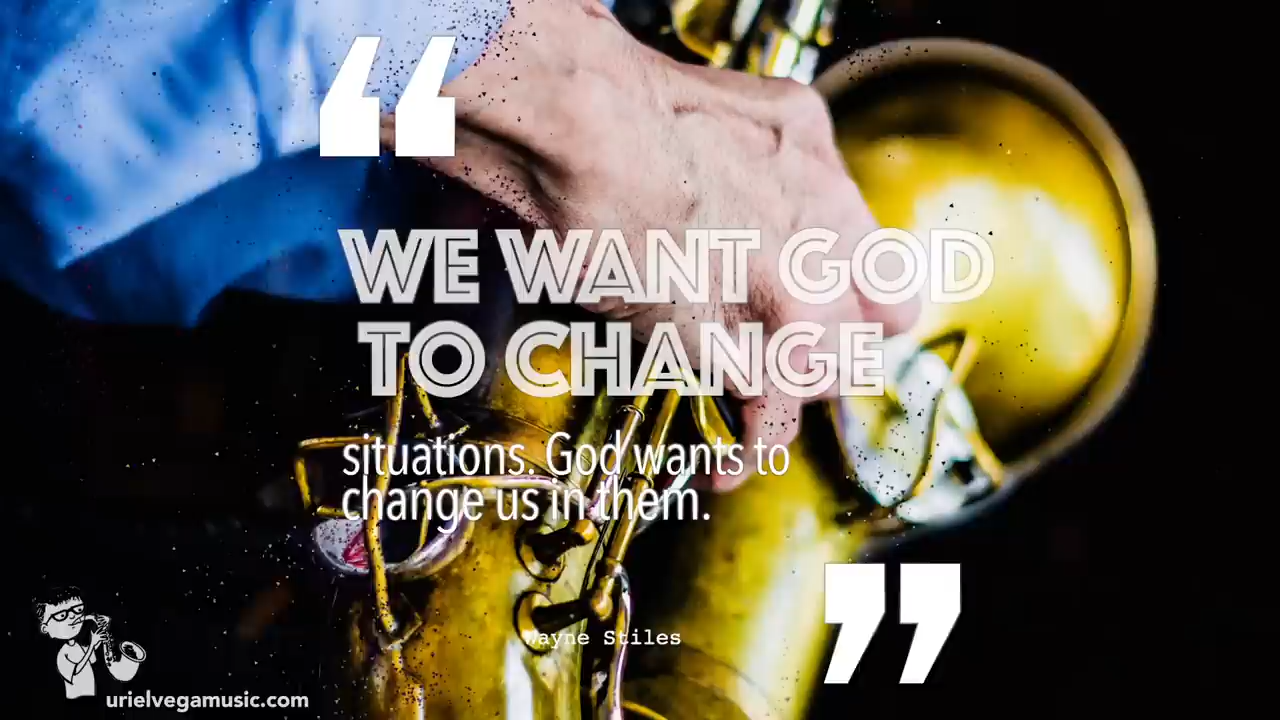 “
WE WANT GOD
TO CHANGE
situations. God wants to
change us in them.
”
Wayne Stiles
urielvegamusic.com